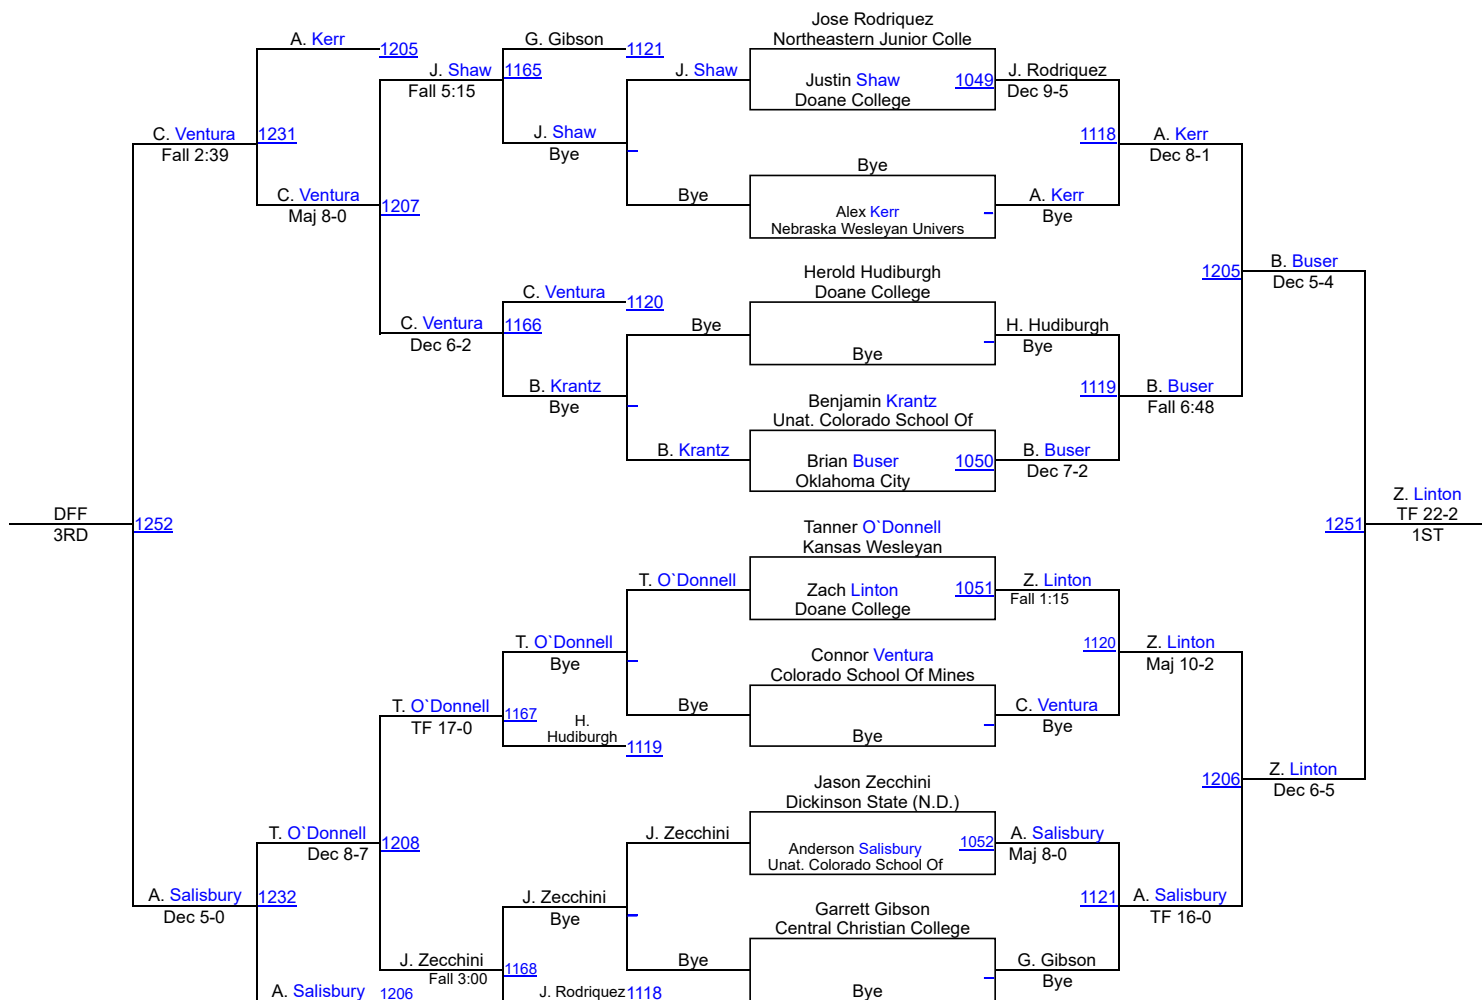 Jose Rodriquez
Northeastern Junior Colle
A. Kerr
1205
G. Gibson
1121
J. Shaw
1165
Fall 5:15
J. Shaw
Justin Shaw
1049
Doane College
J. Rodriquez
Dec 9-5
C. Ventura
1231
Fall 2:39
J. Shaw
Bye
1118
A. Kerr
Dec 8-1
Bye
C. Ventura
Maj 8-0
1207
Bye
Alex Kerr
Nebraska Wesleyan Univers
A. Kerr
Bye
Herold Hudiburgh
Doane College
1205
B. Buser
Dec 5-4
C. Ventura
1120
C. Ventura
1166
Dec 6-2
Bye
Bye
H. Hudiburgh
Bye
B. Krantz
Bye
Benjamin Krantz
Unat. Colorado School Of
1119
B. Buser
Fall 6:48
B. Krantz
Brian Buser
1050
Oklahoma City
B. Buser
Dec 7-2
DFF
3RD
1252
Tanner O`Donnell
Kansas Wesleyan
1251
Z. Linton
TF 22-2
1ST
T. O`Donnell
Zach Linton
1051
Doane College
Z. Linton
Fall 1:15
T. O`Donnell
Bye
Connor Ventura
Colorado School Of Mines
1120
Z. Linton
Maj 10-2
T. O`Donnell
TF 17-0
1167
H.
Hudiburgh
1119
Bye
Bye
C. Ventura
Bye
Jason Zecchini
Dickinson State (N.D.)
1206
Z. Linton
Dec 6-5
T. O`Donnell
Dec 8-7
1208
J. Zecchini
Anderson Salisbury
1052
Unat. Colorado School Of
A. Salisbury
Maj 8-0
A. Salisbury
1232
Dec 5-0
J. Zecchini
Bye
Garrett Gibson
Central Christian College
1121
A. Salisbury
TF 16-0
J. Zecchini
Fall 3:00
1168
Bye
G. Gibson
Bye
A. Salisbury
1206
J. Rodriquez
1118
Bye